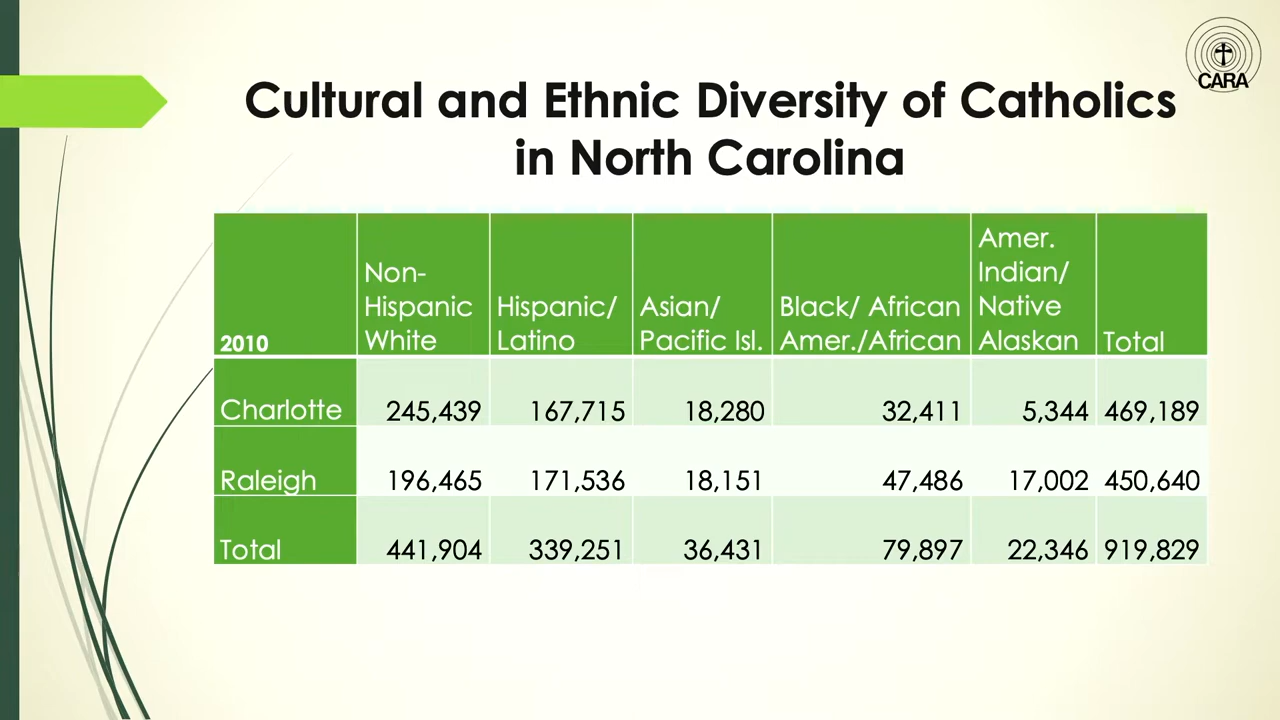 CARA
Cultural and Ethnic Diversity of Catholics
in North Carolina
2010 Non-Hispanic White Hispanic/ Latino Asian/ Pacific Isl. Black/ African Amer./African Amer. Indian/ Native Alaskan Total
Charlotte 245,439 167,715 18,280 32,411 5,344 469,189
Raleigh 196,465 171,536 18,151 47,486 17,002 450,640
Total 441,904 339,251 36,431 79,897 22,346 919,829